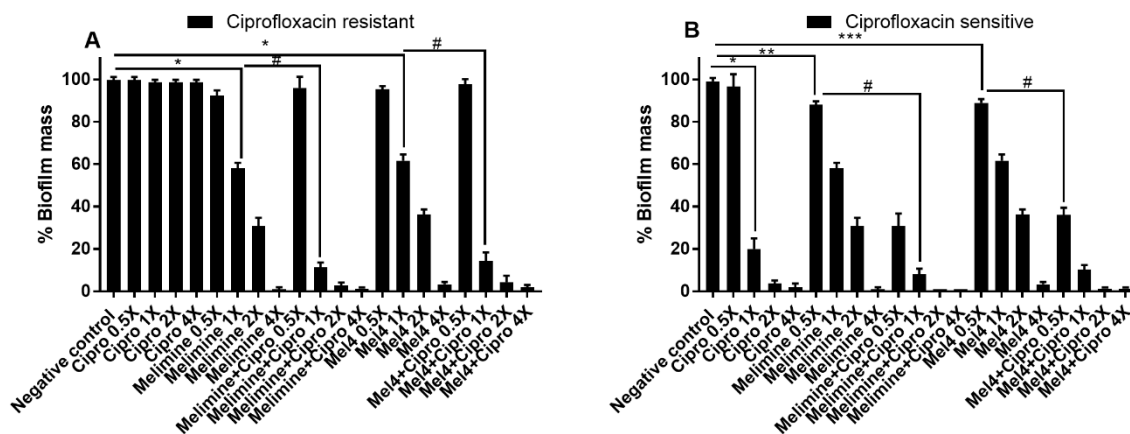 Ciprofloxacin resistant
A
*
#
*
#
% Biofilm mass
100
80
60
40
20
0
Negative control
Cipro 0.5X
Cipro 1X
Cipro 2X
Cipro 4X
Melimine 0.5X
Melimine 1X
Melimine 2X
Melimine 4X
Melimine+Cipro 0.5X
Melimine+Cipro 1X
Melimine+Cipro 2X
Melimine+Cipro 4X
Mel4 0.5X
Mel4 1X
Mel4 2X
Mel4 4X
Mel4+Cipro 0.5X
Mel4+Cipro 1X
Mel4+Cipro 2X
Mel4+Cipro 4X
Ciprofloxacin sensitive
B
***
**
*
#
#
% Biofilm mass
100
80
60
40
20
0
Negative control
Cipro 0.5X
Cipro 1X
Cipro 2X
Cipro 4X
Melimine 0.5X
Melimine 1X
Melimine 2X
Melimine 4X
Melimine+Cipro 0.5X
Melimine+Cipro 1X
Melimine+Cipro 2X
Melimine+Cipro 4X
Mel4 0.5X
Mel4 1X
Mel4 2X
Mel4 4X
Mel4+Cipro 0.5X
Mel4+Cipro 1X
Mel4+Cipro 2X
Mel4+Cipro 4X